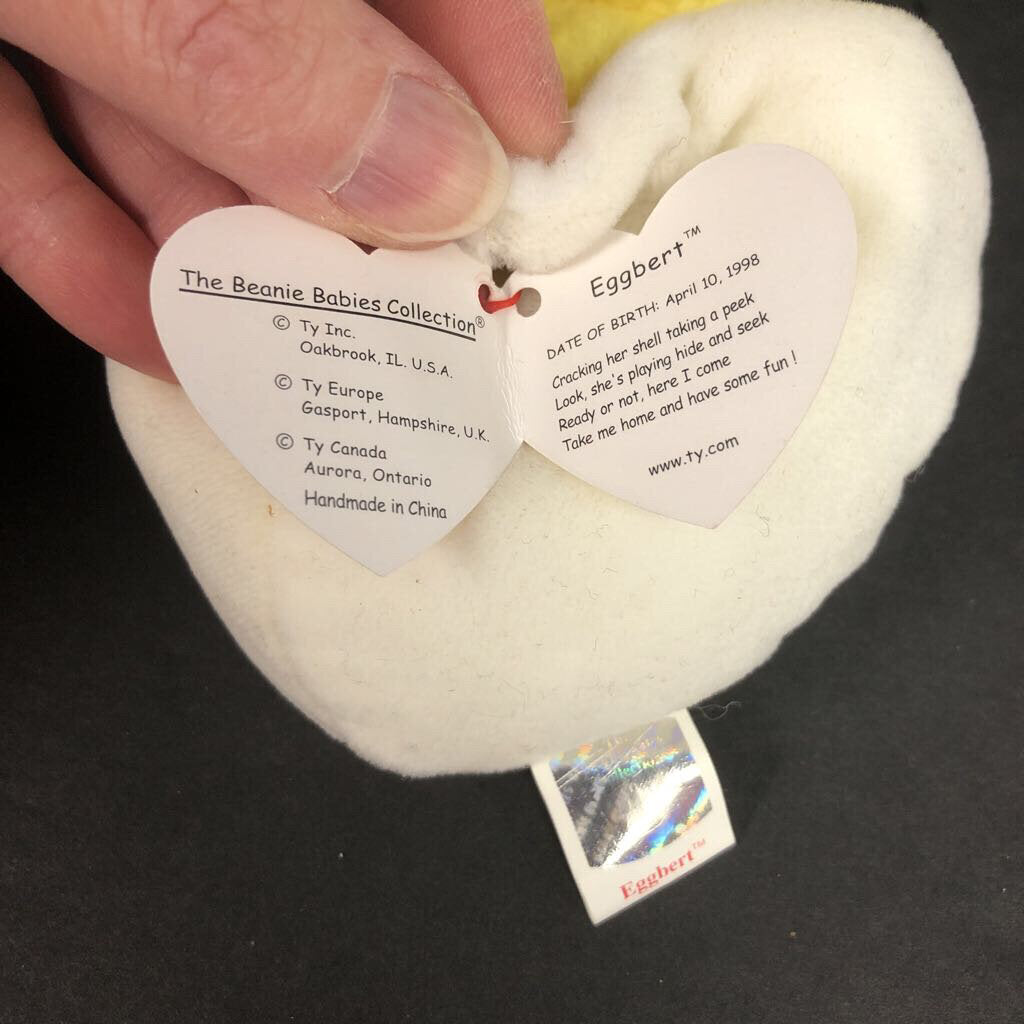 The Beanie Babies Collection®
© Ty Inc.
Oakbrook, IL. U.S.A.
© Ty Europe
Gasport, Hampshire, U.K.
© Ty Canada
Aurora, Ontario
Handmade in China
Eggbert™
DATE OF BIRTH: April 10, 1998
Cracking her shell taking a peek
Look, she's playing hide and seek
Ready or not, here I come
Take me home and have some fun !
www.ty.com
Eggbert™